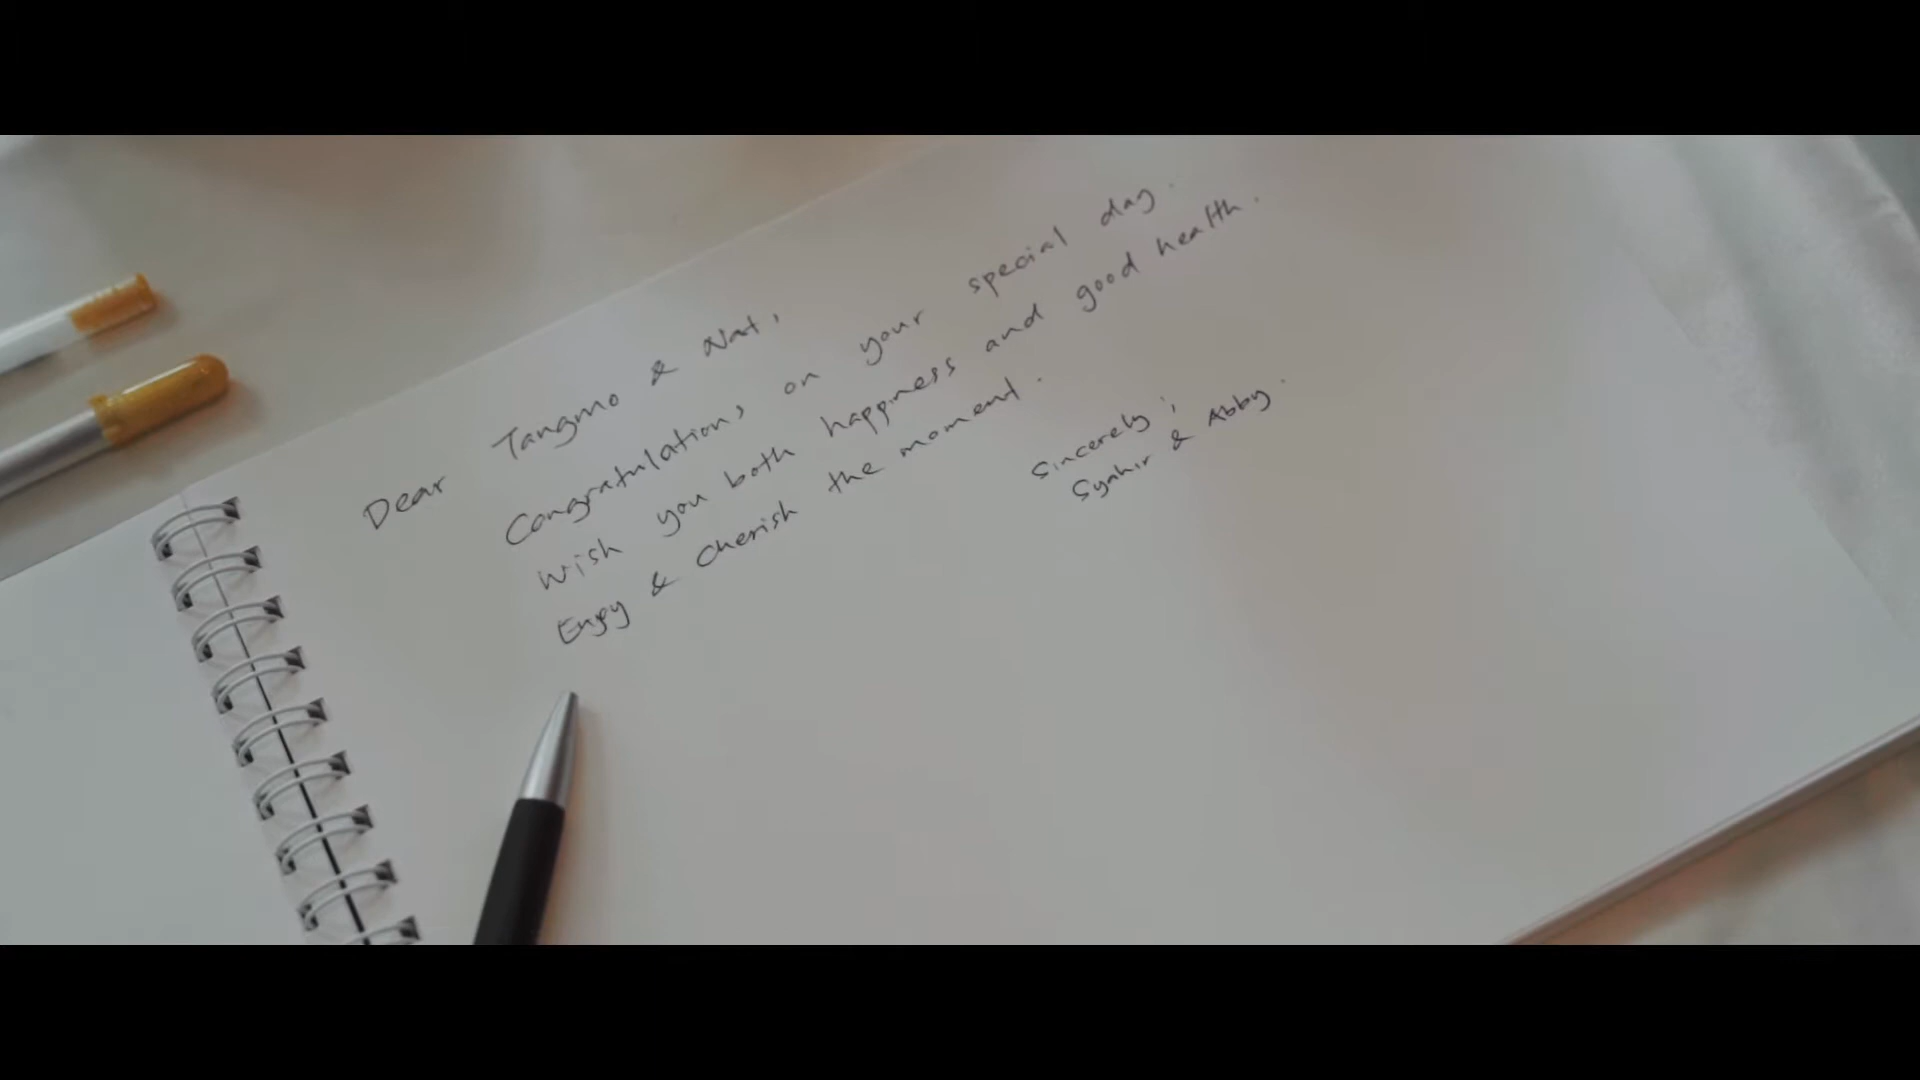 Dear Tangmo & Nat,
Congratulations on your special day.
Wish you both happiness and good health.
Enjoy & Cherish the moment.
Sincerely,
Syahir & Abby.